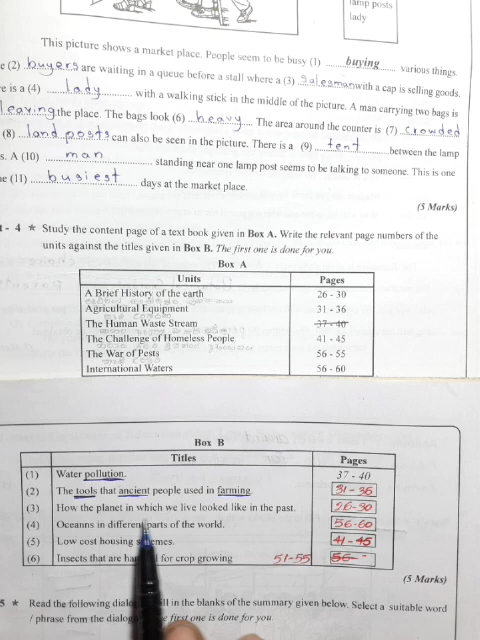 lamp posts
lady
This picture shows a market place. People seem to be busy (1) buying various things.
e (2) buyers are waiting in a queue before a stall where a (3) salesman with a cap is selling goods.
re is a (4) lady with a walking stick in the middle of the picture. A man carrying two bags is
leaving the place. The bags look (6) heavy. The area around the counter is (7) crowded
(8) land posts can also be seen in the picture. There is a (9) tent between the lamp
s. A (10) man standing near one lamp post seems to be talking to someone. This is one
he (11) busiest days at the market place.
(5 Marks)
t - 4 ★ Study the content page of a text book given in Box A. Write the relevant page numbers of the
units against the titles given in Box B. The first one is done for you.
Box A
Units Pages
A Brief History of the earth 26 - 30
Agricultural Equipment 31 - 36
The Human Waste Stream 37 - 40
The Challenge of Homeless People 41 - 45
The War of Pests 56 - 55
International Waters 56 - 60
Box B
Titles Pages
(1) Water pollution. 37 - 40
(2) The tools that ancient people used in farming. 31-36
(3) How the planet in which we live looked like in the past. 26-30
(4) Oceanns in different parts of the world. 56-60
(5) Low cost housing 41-45
(6) Insects that are for crop growing 51-55 56-
(5 Marks)
5 ★ Read the following in the blanks of the summary given below. Select a suitable word
/ phrase from the first one is done for you.